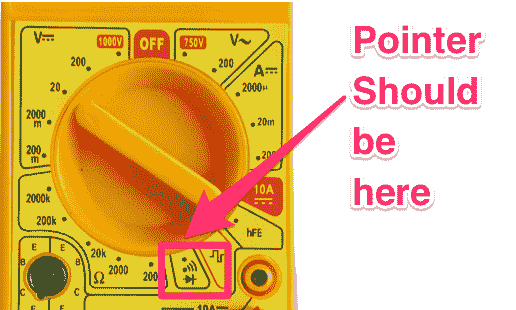 V⎓ 1000V OFF 750V V~
200 200 A⎓
20 2000µ
2000m 20m
200m 200
2000k 10A
200k hFE
20k 2000 200
Ω
E E
B B
C C
E E
10A
Pointer
Should
be
here